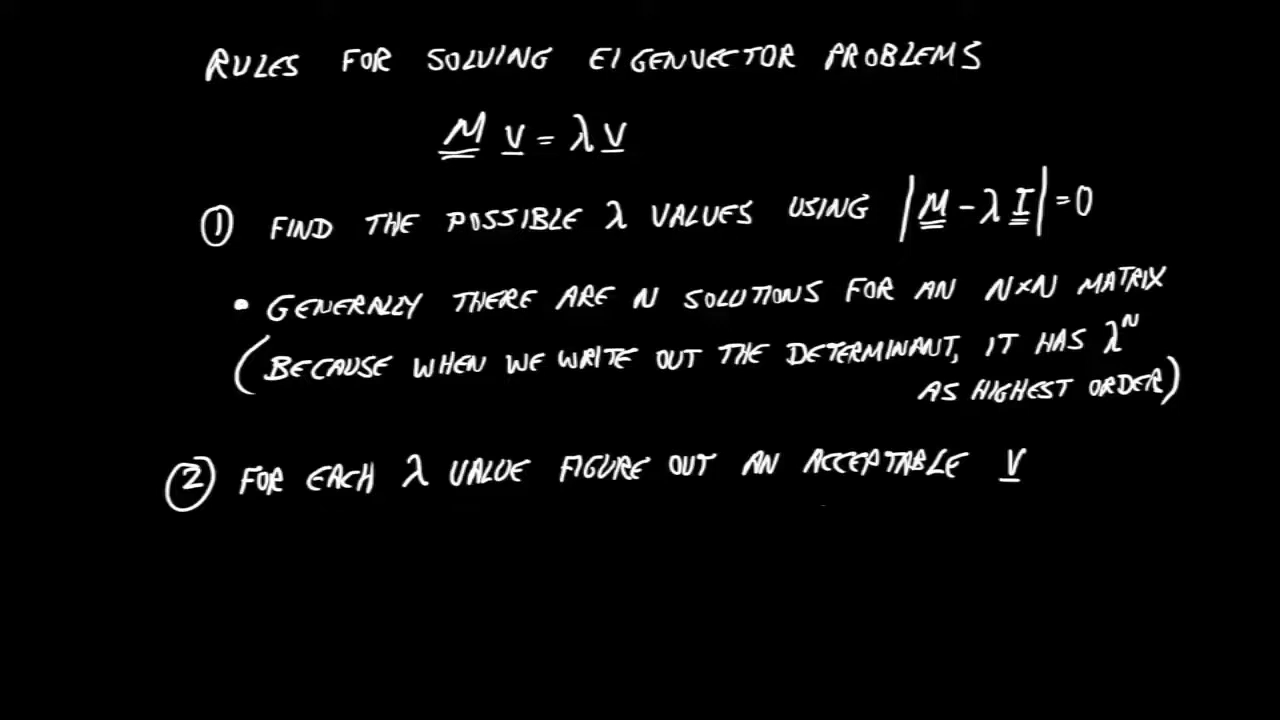 RULES FOR SOLVING EIGENVECTOR PROBLEMS
M V = λ V
① FIND THE POSSIBLE λ VALUES USING |M - λ I| = 0
• GENERALLY THERE ARE N SOLUTIONS FOR AN N×N MATRIX
(BECAUSE WHEN WE WRITE OUT THE DETERMINANT, IT HAS λ^N
AS HIGHEST ORDER)
② FOR EACH λ VALUE FIGURE OUT AN ACCEPTABLE V